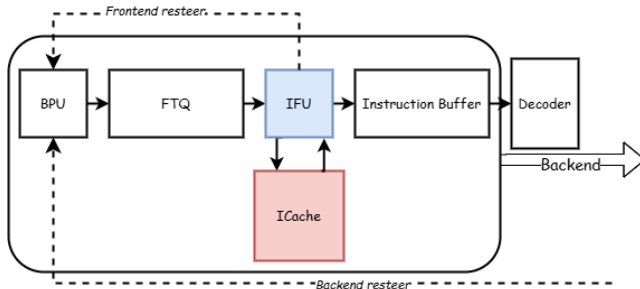 Frontend resteer
BPU
FTQ
IFU
Instruction Buffer
Decoder
Backend
ICache
Backend resteer